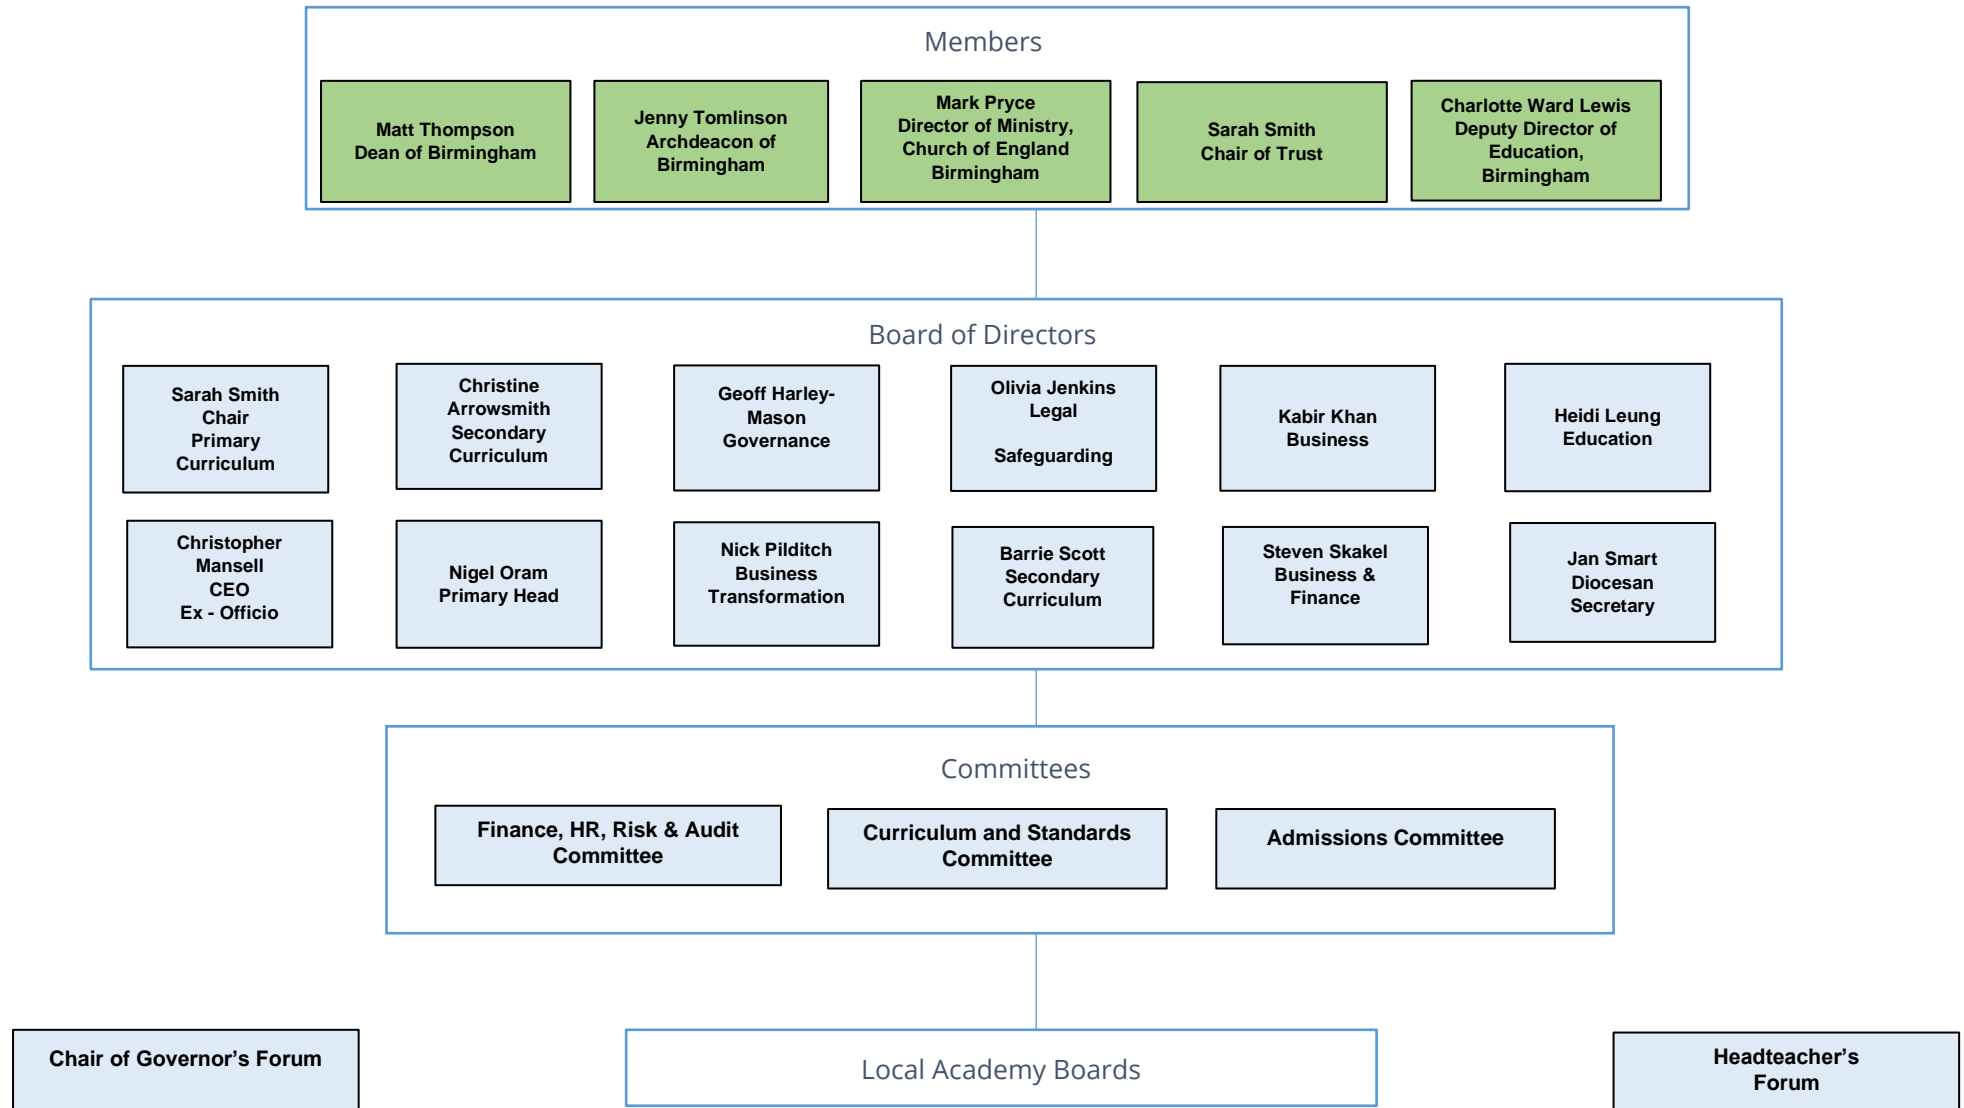 Members
Matt Thompson
Dean of Birmingham
Jenny Tomlinson
Archdeacon of
Birmingham
Mark Pryce
Director of Ministry,
Church of England
Birmingham
Sarah Smith
Chair of Trust
Charlotte Ward Lewis
Deputy Director of
Education,
Birmingham
Board of Directors
Sarah Smith
Chair
Primary
Curriculum
Christine
Arrowsmith
Secondary
Curriculum
Geoff Harley-
Mason
Governance
Olivia Jenkins
Legal
Safeguarding
Kabir Khan
Business
Heidi Leung
Education
Christopher
Mansell
CEO
Ex - Officio
Nigel Oram
Primary Head
Nick Pilditch
Business
Transformation
Barrie Scott
Secondary
Curriculum
Steven Skakel
Business &
Finance
Jan Smart
Diocesan
Secretary
Committees
Finance, HR, Risk & Audit
Committee
Curriculum and Standards
Committee
Admissions Committee
Chair of Governor’s Forum
Local Academy Boards
Headteacher’s
Forum